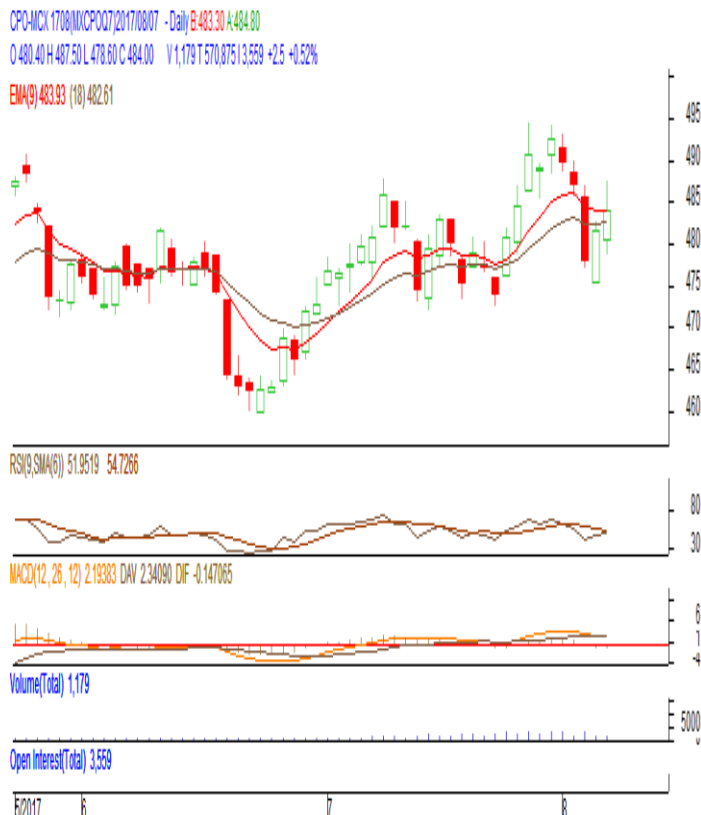 CPO-MCX 1708(MXCPOQ7)2017/08/07 - Daily B:483.30 A:484.80
O 480.40 H 487.50 L 478.60 C 484.00 V 1,179 T 570,875 I 3,559 +2.5 +0.52%
EMA(9) 483.93 (18) 482.61
495
490
485
480
475
470
465
460
RSI(9,SMA(6)) 51.9519 54.7266
80
30
MACD(12,26,12) 2.19383 DAV 2.34090 DIF -0.147065
6
1
-4
Volume(Total) 1,179
5000
0
Open Interest(Total) 3,559
5/2017 6 7 8